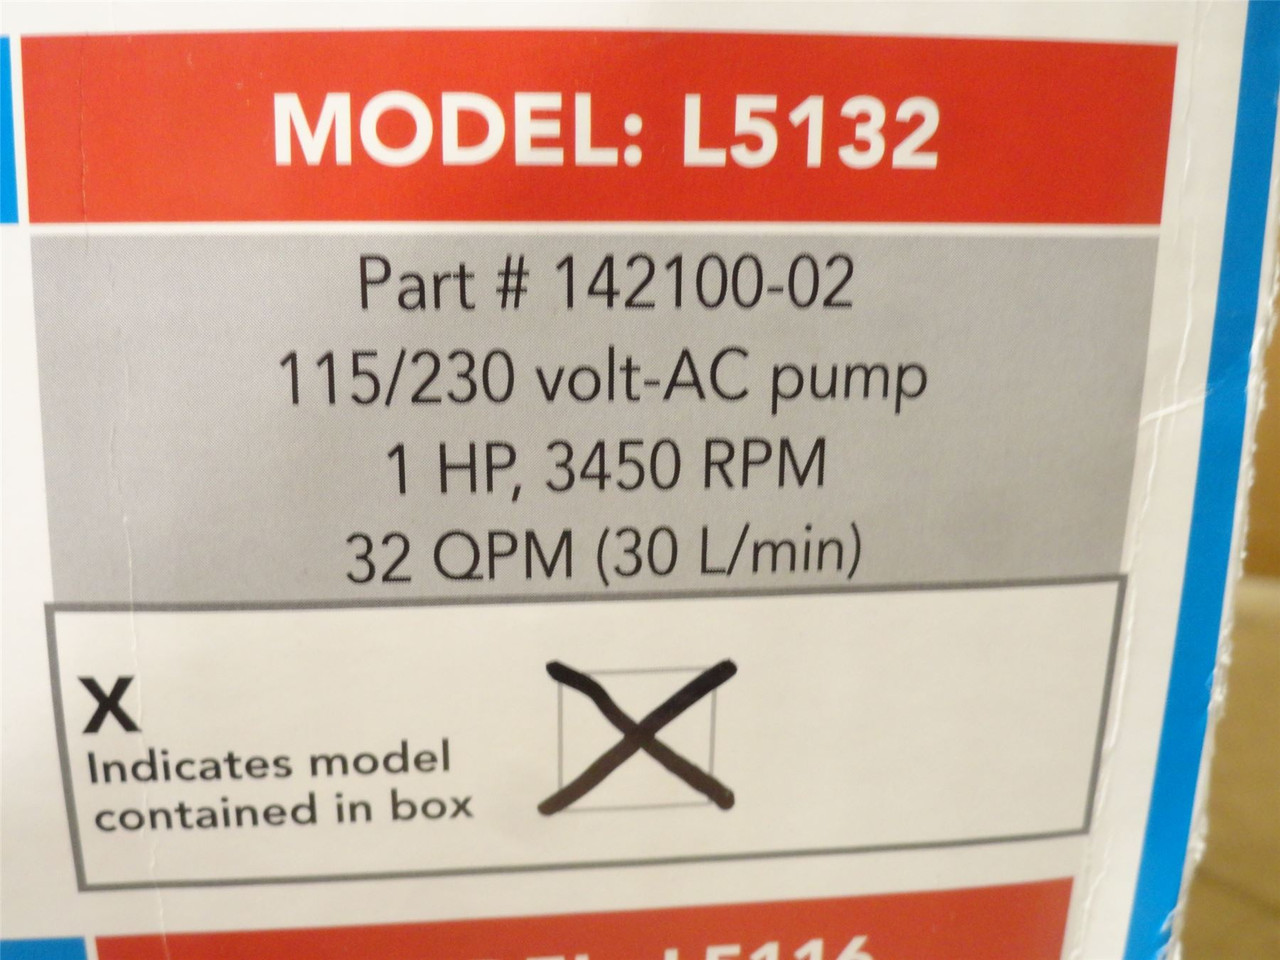 MODEL: L5132
Part # 142100-02
115/230 volt-AC pump
1 HP, 3450 RPM
32 QPM (30 L/min)
X
Indicates model
contained in box
L5116